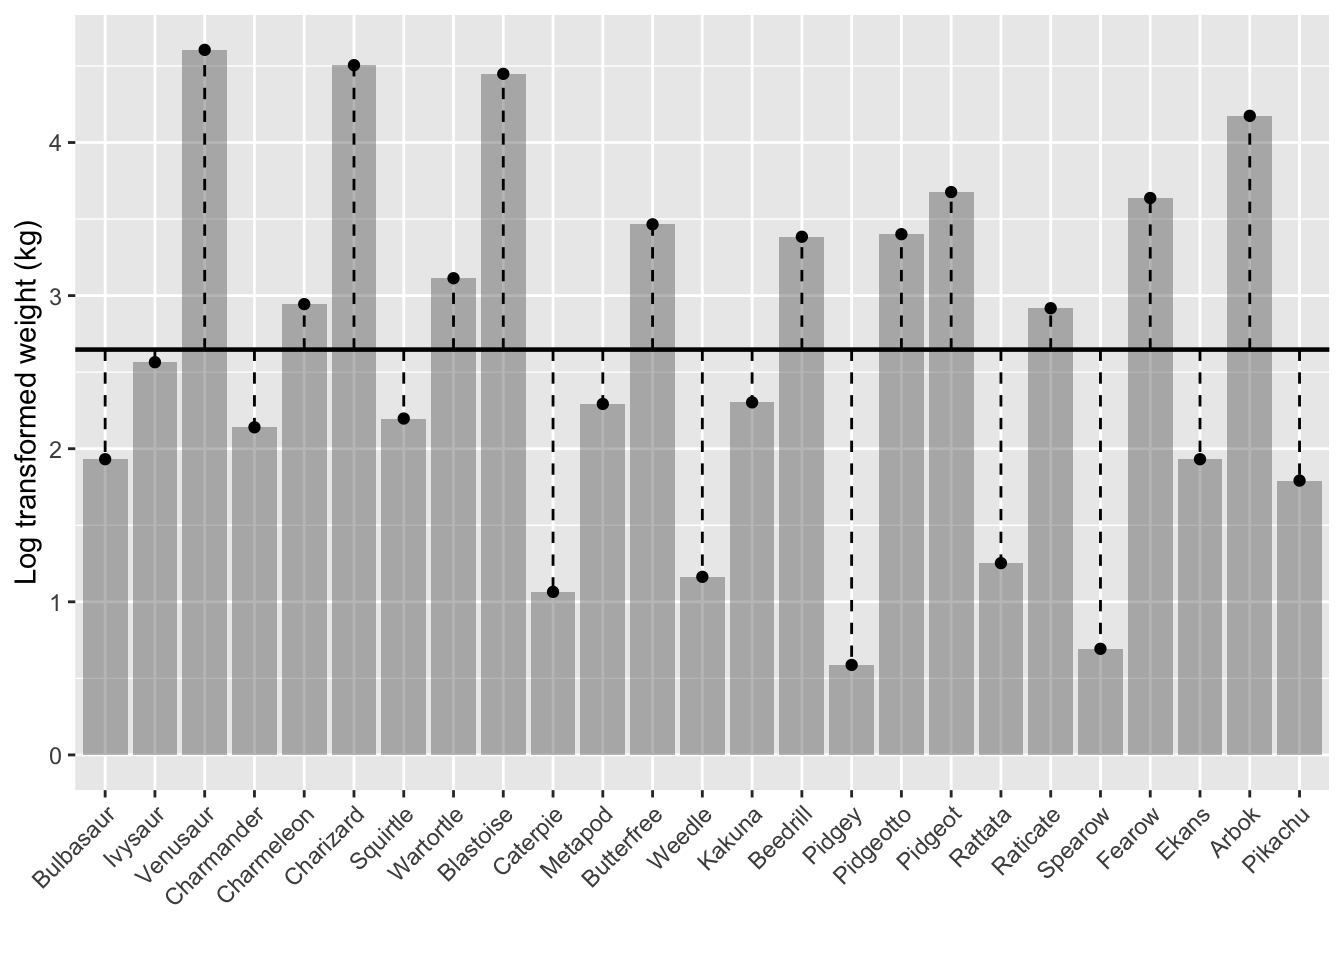 Log transformed weight (kg)
4
3
2
1
0
Bulbasaur
Ivysaur
Venusaur
Charmander
Charmeleon
Charizard
Squirtle
Wartortle
Blastoise
Caterpie
Metapod
Butterfree
Weedle
Kakuna
Beedrill
Pidgey
Pidgeotto
Pidgeot
Rattata
Raticate
Spearow
Fearow
Ekans
Arbok
Pikachu